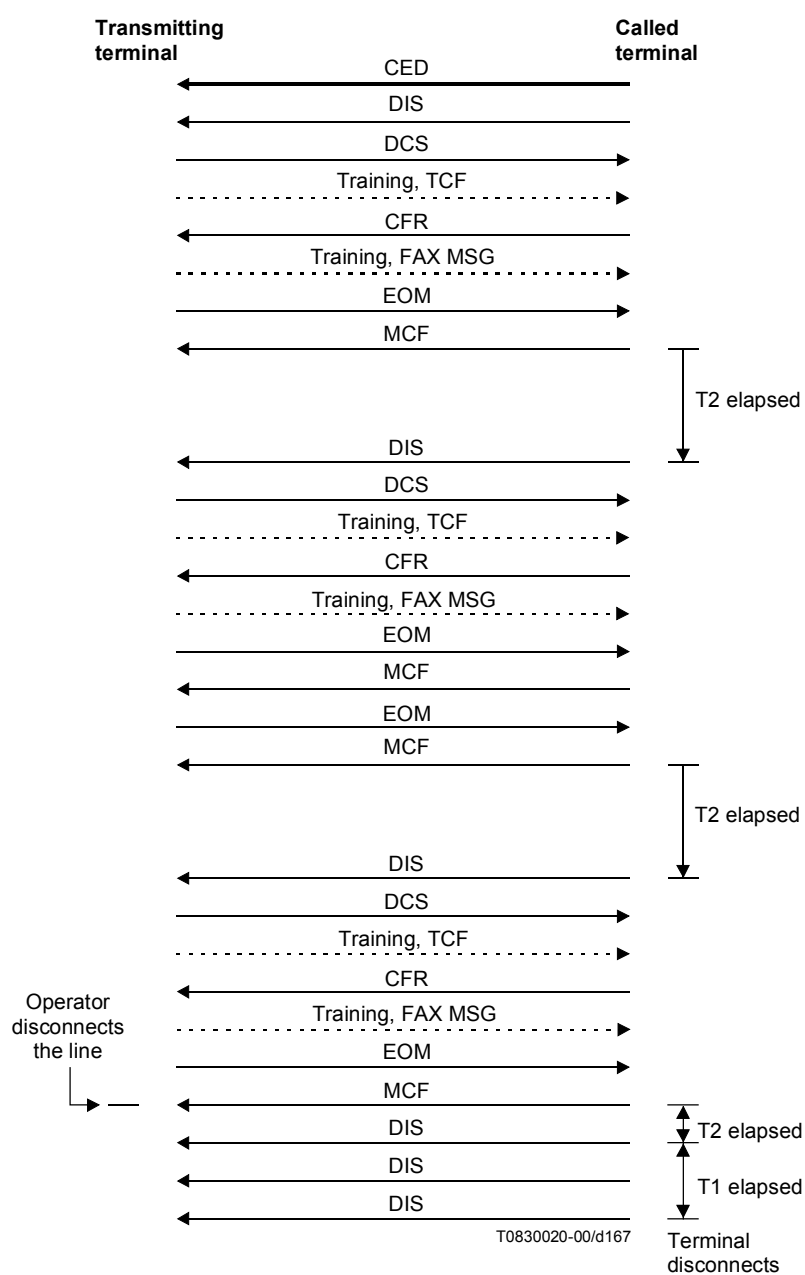 Transmitting
terminal
Called
terminal
CED
DIS
DCS
Training, TCF
CFR
Training, FAX MSG
EOM
MCF
T2 elapsed
DIS
DCS
Training, TCF
CFR
Training, FAX MSG
EOM
MCF
EOM
MCF
T2 elapsed
DIS
DCS
Training, TCF
CFR
Operator
disconnects
the line
Training, FAX MSG
EOM
MCF
DIS
T2 elapsed
DIS
T1 elapsed
DIS
T0830020-00/d167
Terminal
disconnects